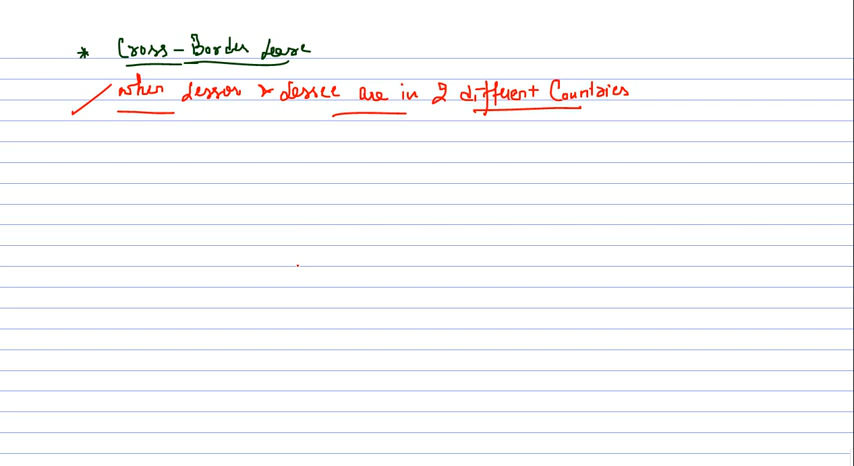 * Cross-Border Lease
when Lessor & Lessee are in 2 different Countries